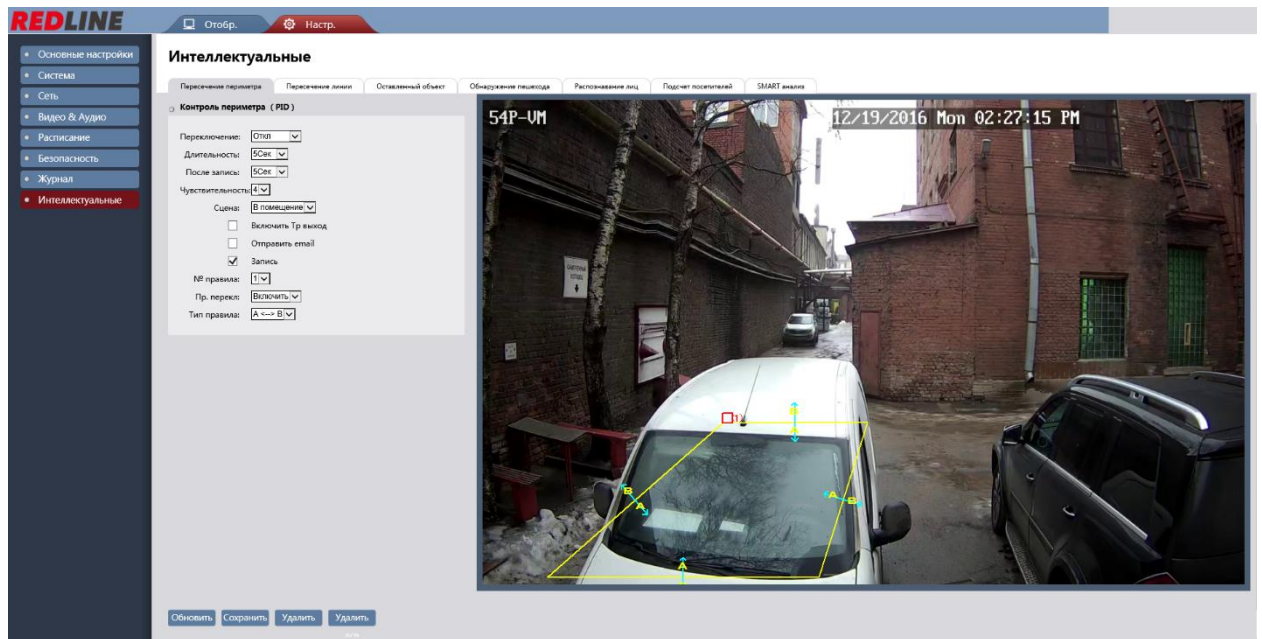 REDLINE
Отобр.
Настр.
Основные настройки
Система
Сеть
Видео & Аудио
Расписание
Безопасность
Журнал
Интеллектуальные
Интеллектуальные
Пересечение периметра Пересечение линии Оставленный объект Обнаружение пешехода Распознавание лиц Подсчет посетителей SMART анализ
Контроль периметра (PID)
Переключение: Откл
Длительность: 5Сек
После запись: 5Сек
Чувствительность: 4
Сцена: В помещение
Включить Тр выход
Отправить email
Запись
№ правила: 1
Пр. перекл: Включить
Тип правила: A <--> B
54P-VM 12/19/2016 Mon 02:27:15 PM
1
B
A
B
A
A B
A
Обновить Сохранить Удалить Удалить